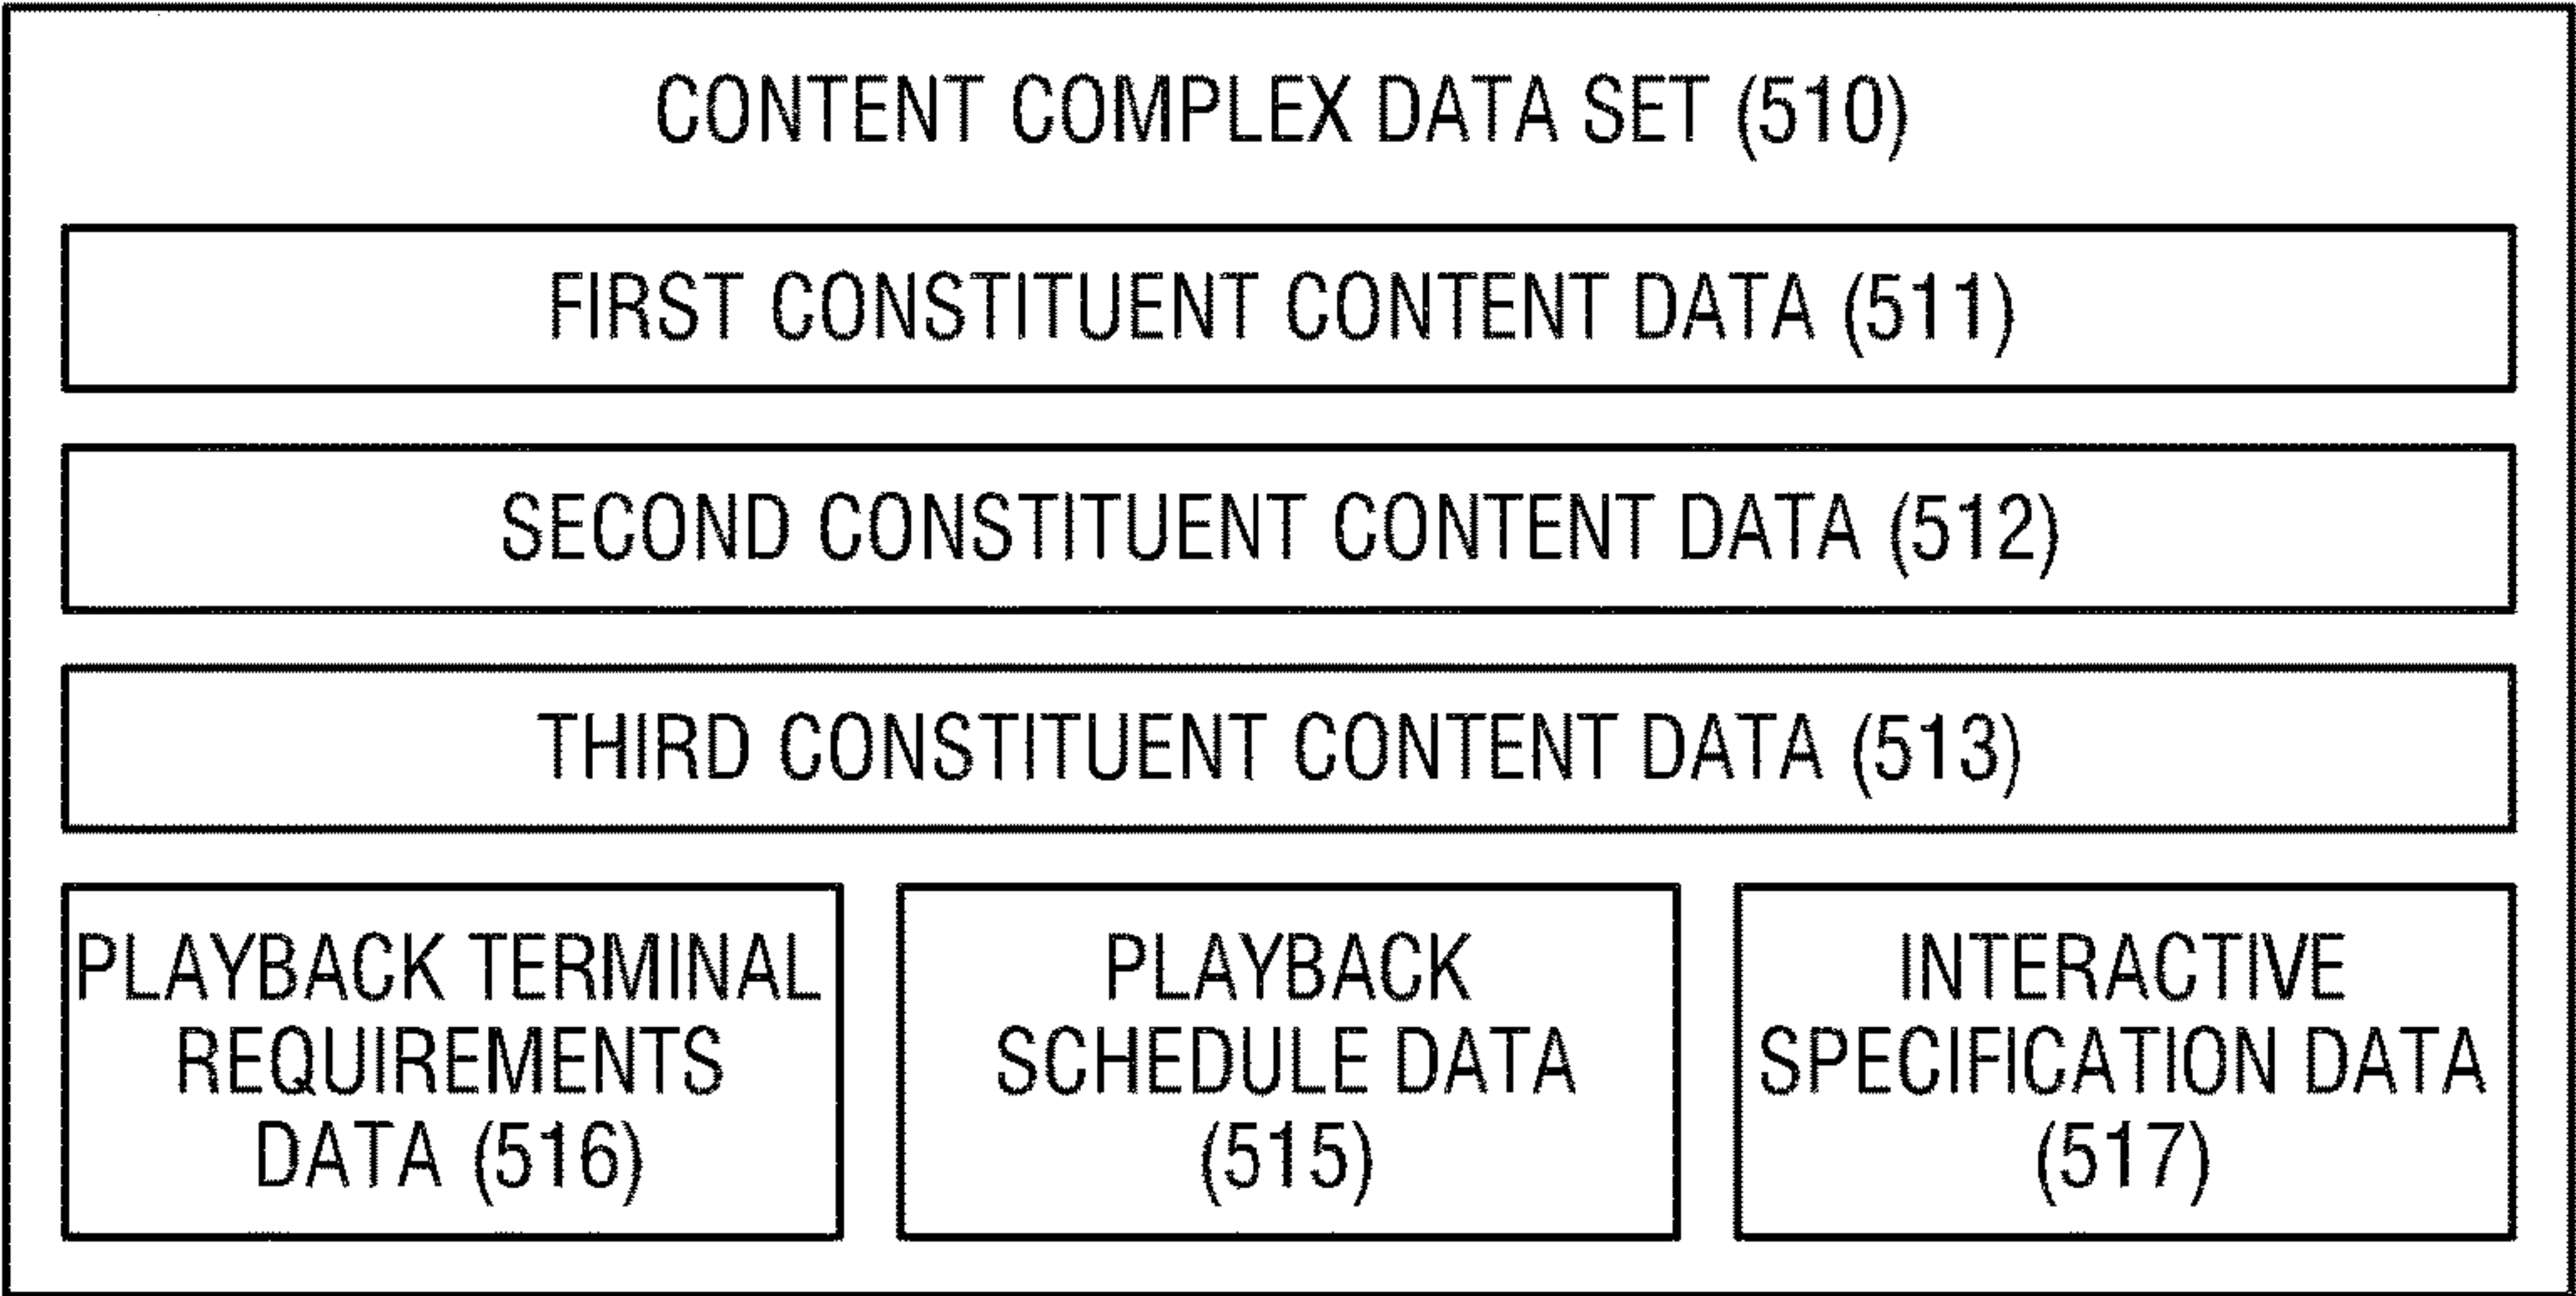 CONTENT COMPLEX DATA SET (510)
FIRST CONSTITUENT CONTENT DATA (511)
SECOND CONSTITUENT CONTENT DATA (512)
THIRD CONSTITUENT CONTENT DATA (513)
PLAYBACK TERMINAL
REQUIREMENTS
DATA (516)
PLAYBACK
SCHEDULE DATA
(515)
INTERACTIVE
SPECIFICATION DATA
(517)